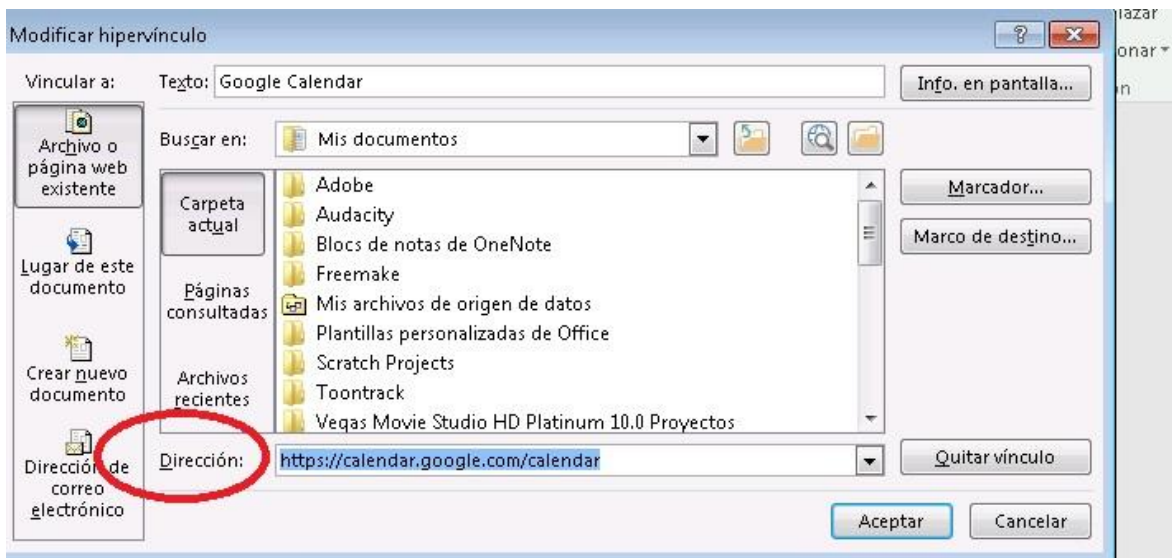 Modificar hipervínculo
Vincular a:
Texto: Google Calendar
Info. en pantalla...
Archivo o
página web
existente
Lugar de este
documento
Crear nuevo
documento
Dirección de
correo
electrónico
Buscar en: Mis documentos
Carpeta
actual
Páginas
consultadas
Archivos
recientes
Adobe
Audacity
Blocs de notas de OneNote
Freemake
Mis archivos de origen de datos
Plantillas personalizadas de Office
Scratch Projects
Toontrack
Vegas Movie Studio HD Platinum 10.0 Proyectos
Marcador...
Marco de destino...
Dirección: https://calendar.google.com/calendar
Quitar vínculo
Aceptar
Cancelar